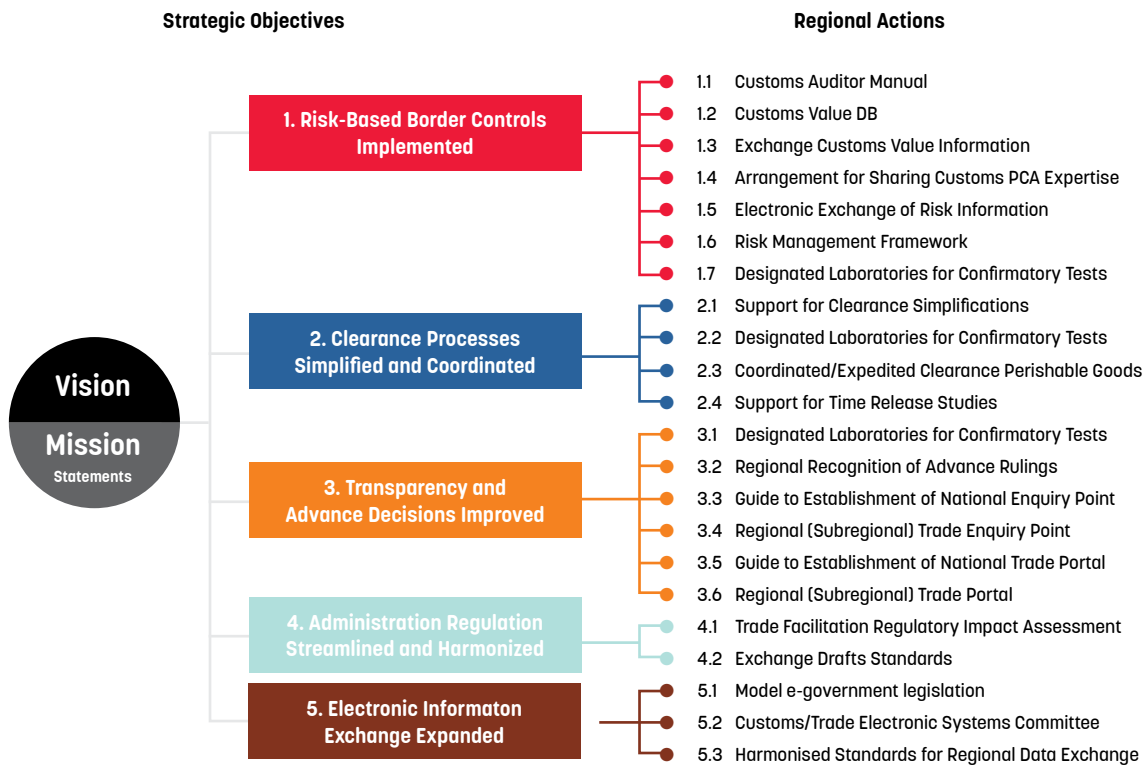 Strategic Objectives
Regional Actions
Vision
Mission
Statements
1. Risk-Based Border Controls
Implemented
1.1 Customs Auditor Manual
1.2 Customs Value DB
1.3 Exchange Customs Value Information
1.4 Arrangement for Sharing Customs PCA Expertise
1.5 Electronic Exchange of Risk Information
1.6 Risk Management Framework
1.7 Designated Laboratories for Confirmatory Tests
2. Clearance Processes
Simplified and Coordinated
2.1 Support for Clearance Simplifications
2.2 Designated Laboratories for Confirmatory Tests
2.3 Coordinated/Expedited Clearance Perishable Goods
2.4 Support for Time Release Studies
3. Transparency and
Advance Decisions Improved
3.1 Designated Laboratories for Confirmatory Tests
3.2 Regional Recognition of Advance Rulings
3.3 Guide to Establishment of National Enquiry Point
3.4 Regional (Subregional) Trade Enquiry Point
3.5 Guide to Establishment of National Trade Portal
3.6 Regional (Subregional) Trade Portal
4. Administration Regulation
Streamlined and Harmonized
4.1 Trade Facilitation Regulatory Impact Assessment
4.2 Exchange Drafts Standards
5. Electronic Informaton
Exchange Expanded
5.1 Model e-government legislation
5.2 Customs/Trade Electronic Systems Committee
5.3 Harmonised Standards for Regional Data Exchange